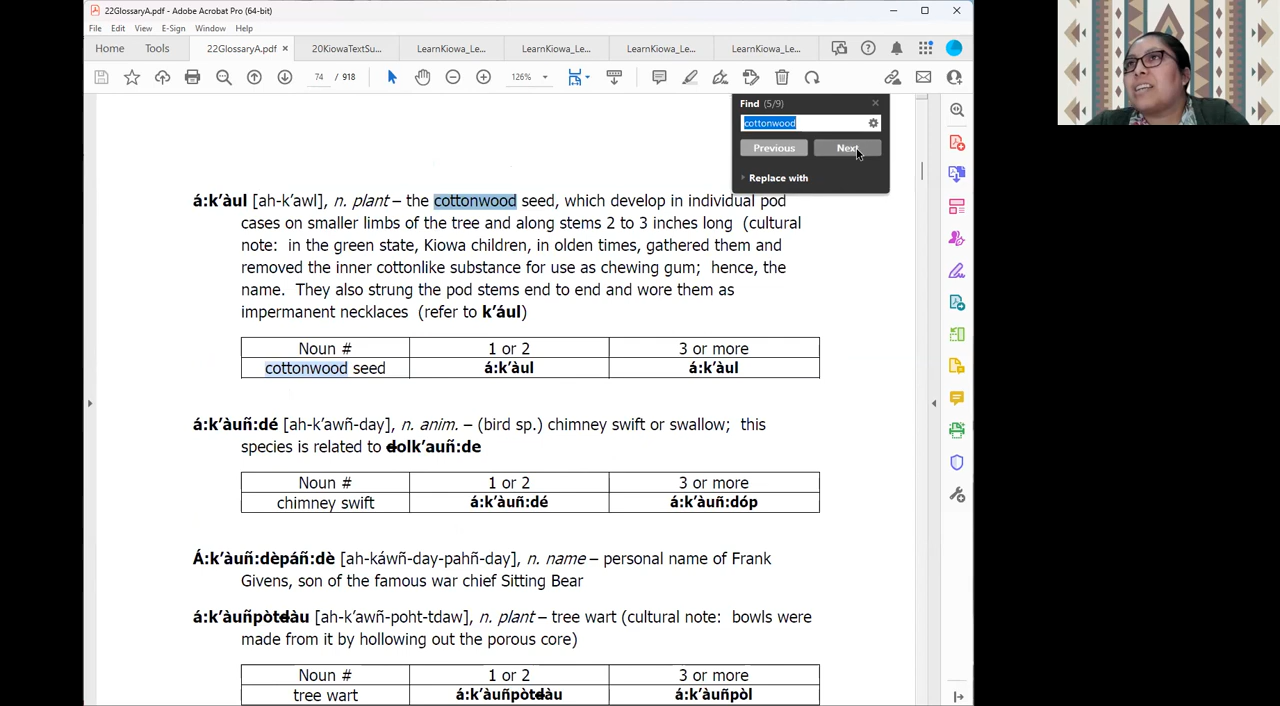 22GlossaryA.pdf - Adobe Acrobat Pro (64-bit)
File Edit View E-Sign Window Help
Home Tools 22GlossaryA.pdf 20KiowaTextSu... LearnKiowa_Le... LearnKiowa_Le... LearnKiowa_Le... LearnKiowa_Le...
74 / 918 126%
Find (5/9)
cottonwood
Previous Next
Replace with
á:k’àul [ah-k’awl], n. plant – the cottonwood seed, which develop in individual pod
cases on smaller limbs of the tree and along stems 2 to 3 inches long (cultural
note: in the green state, Kiowa children, in olden times, gathered them and
removed the inner cottonlike substance for use as chewing gum; hence, the
name. They also strung the pod stems end to end and wore them as
impermanent necklaces (refer to k’ául)
Noun # 1 or 2 3 or more
cottonwood seed á:k’àul á:k’àul
á:k’àuñ:dé [ah-k’awñ-day], n. anim. – (bird sp.) chimney swift or swallow; this
species is related to d̶olk’auñ:de
Noun # 1 or 2 3 or more
chimney swift á:k’àuñ:dé á:k’àuñ:dóp
Á:k’àuñ:dèpáñ:dè [ah-káwñ-day-pahñ-day], n. name – personal name of Frank
Givens, son of the famous war chief Sitting Bear
á:k’àuñpòtd̶àu [ah-k’awñ-poht-tdaw], n. plant – tree wart (cultural note: bowls were
made from it by hollowing out the porous core)
Noun # 1 or 2 3 or more
tree wart á:k’àuñpòtd̶àu á:k’àuñpòl